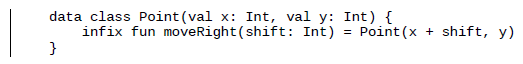 data class Point(val x: Int, val y: Int) {
    infix fun moveRight(shift: Int) = Point(x + shift, y)
}